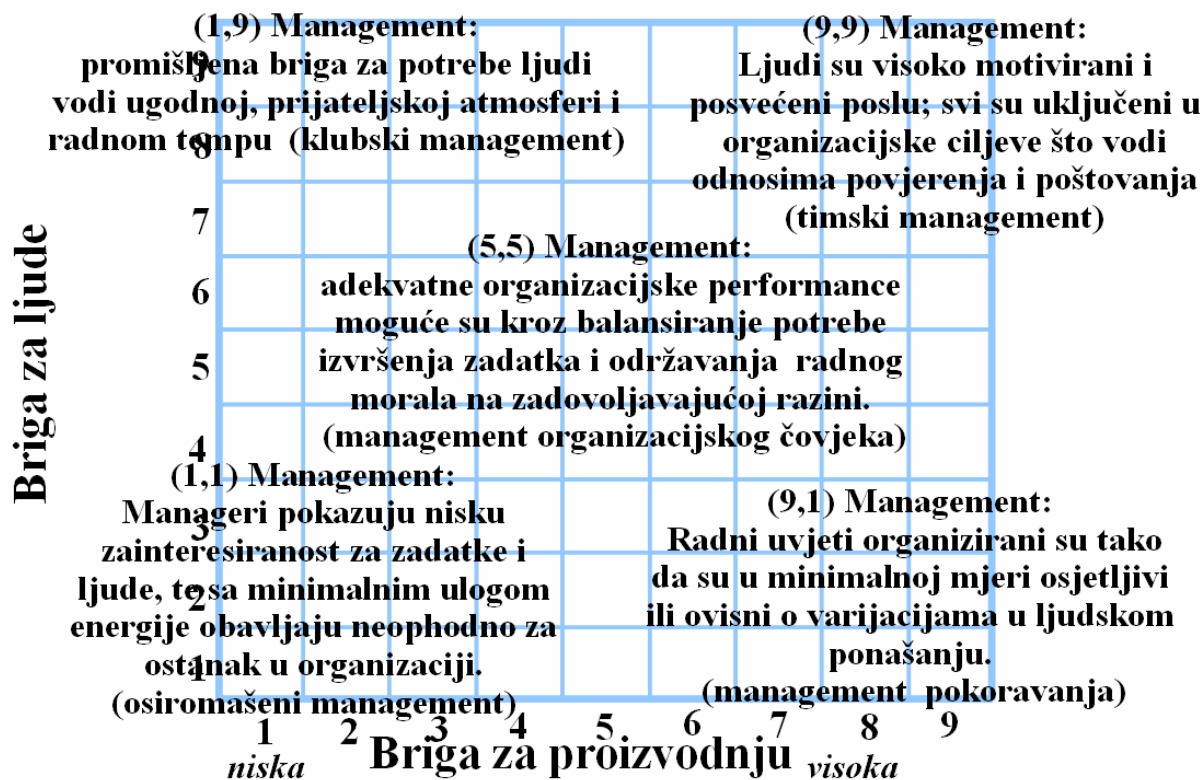 (1,9) Management:
promišljena briga za potrebe ljudi
vodi ugodnoj, prijateljskoj atmosferi i
radnom tempu (klubski management)
(9,9) Management:
Ljudi su visoko motivirani i
posvećeni poslu; svi su uključeni u
organizacijske ciljeve što vodi
odnosima povjerenja i poštovanja
(timski management)
(5,5) Management:
adekvatne organizacijske performance
moguće su kroz balansiranje potrebe
izvršenja zadatka i održavanja radnog
morala na zadovoljavajućoj razini.
(management organizacijskog čovjeka)
(1,1) Management:
Manageri pokazuju nisku
zainteresiranost za zadatke i
ljude, te sa minimalnim ulogom
energije obavljaju neophodno za
ostanak u organizaciji.
(osiromašeni management)
(9,1) Management:
Radni uvjeti organizirani su tako
da su u minimalnoj mjeri osjetljivi
ili ovisni o varijacijama u ljudskom
ponašanju.
(management pokoravanja)
Briga za ljude
9
8
7
6
5
4
3
2
1
1 2 3 4 5 6 7 8 9
niska Briga za proizvodnju visoka